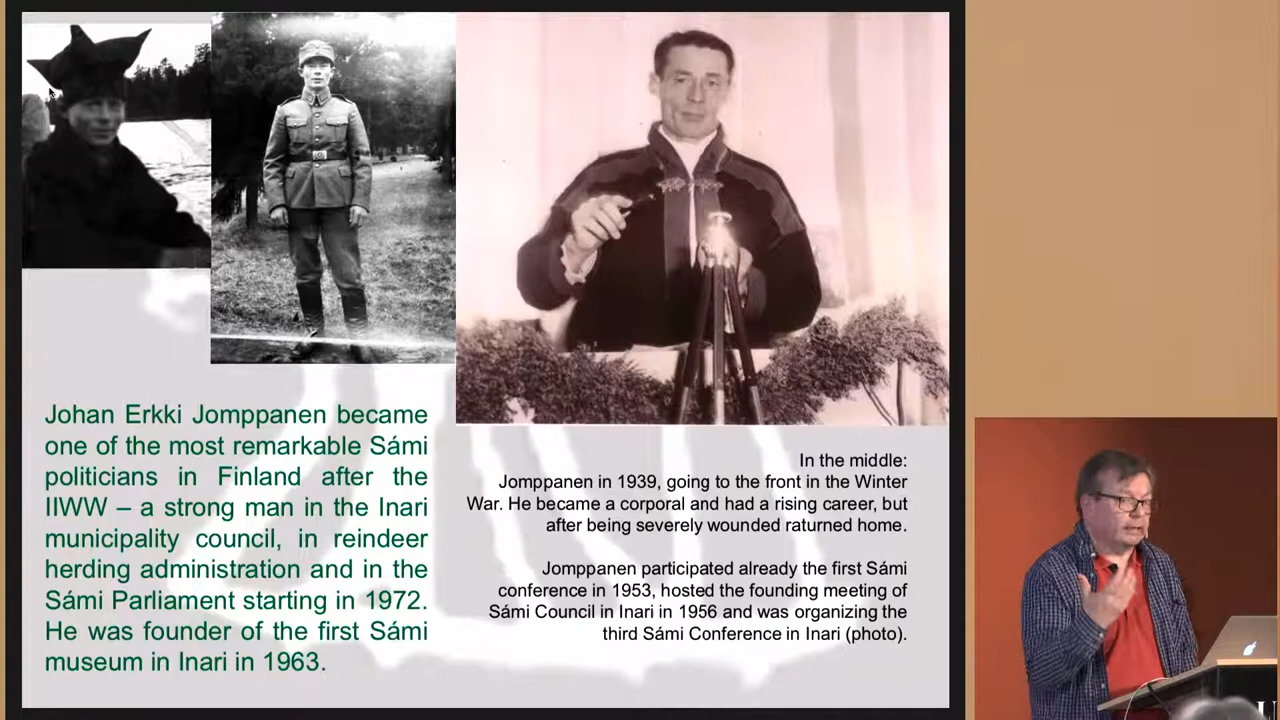 Johan Erkki Jomppanen became
one of the most remarkable Sámi
politicians in Finland after the
IIWW – a strong man in the Inari
municipality council, in reindeer
herding administration and in the
Sámi Parliament starting in 1972.
He was founder of the first Sámi
museum in Inari in 1963.
In the middle:
Jomppanen in 1939, going to the front in the Winter
War. He became a corporal and had a rising career, but
after being severely wounded raturned home.
Jomppanen participated already the first Sámi
conference in 1953, hosted the founding meeting of
Sámi Council in Inari in 1956 and was organizing the
third Sámi Conference in Inari (photo).
U